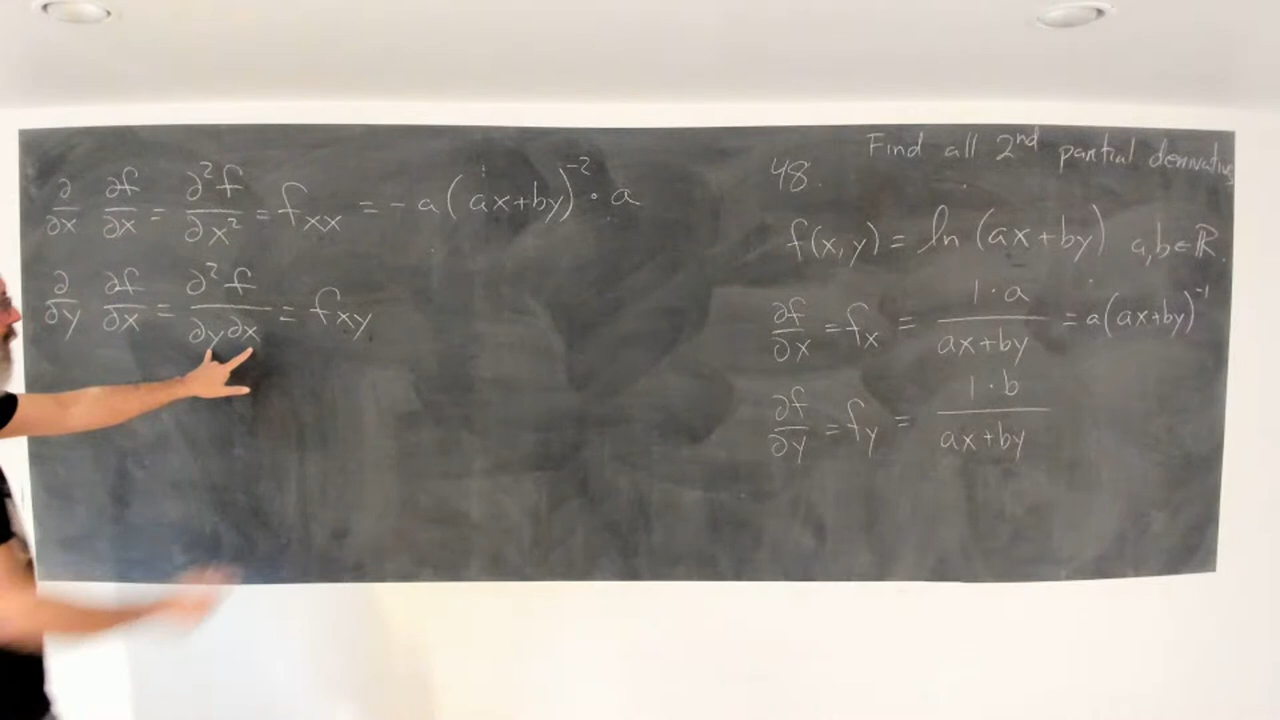 ∂/∂x ∂f/∂x = ∂²f/∂x² = fxx = -a(ax+by)⁻² · a
∂/∂y ∂f/∂x = ∂²f/∂y∂x = fxy
Find all 2nd partial derivatives
48.
f(x,y) = ln (ax+by) a,b∈ℝ.
∂f/∂x = fx = 1·a/ax+by = a(ax+by)⁻¹
∂f/∂y = fy = 1·b/ax+by